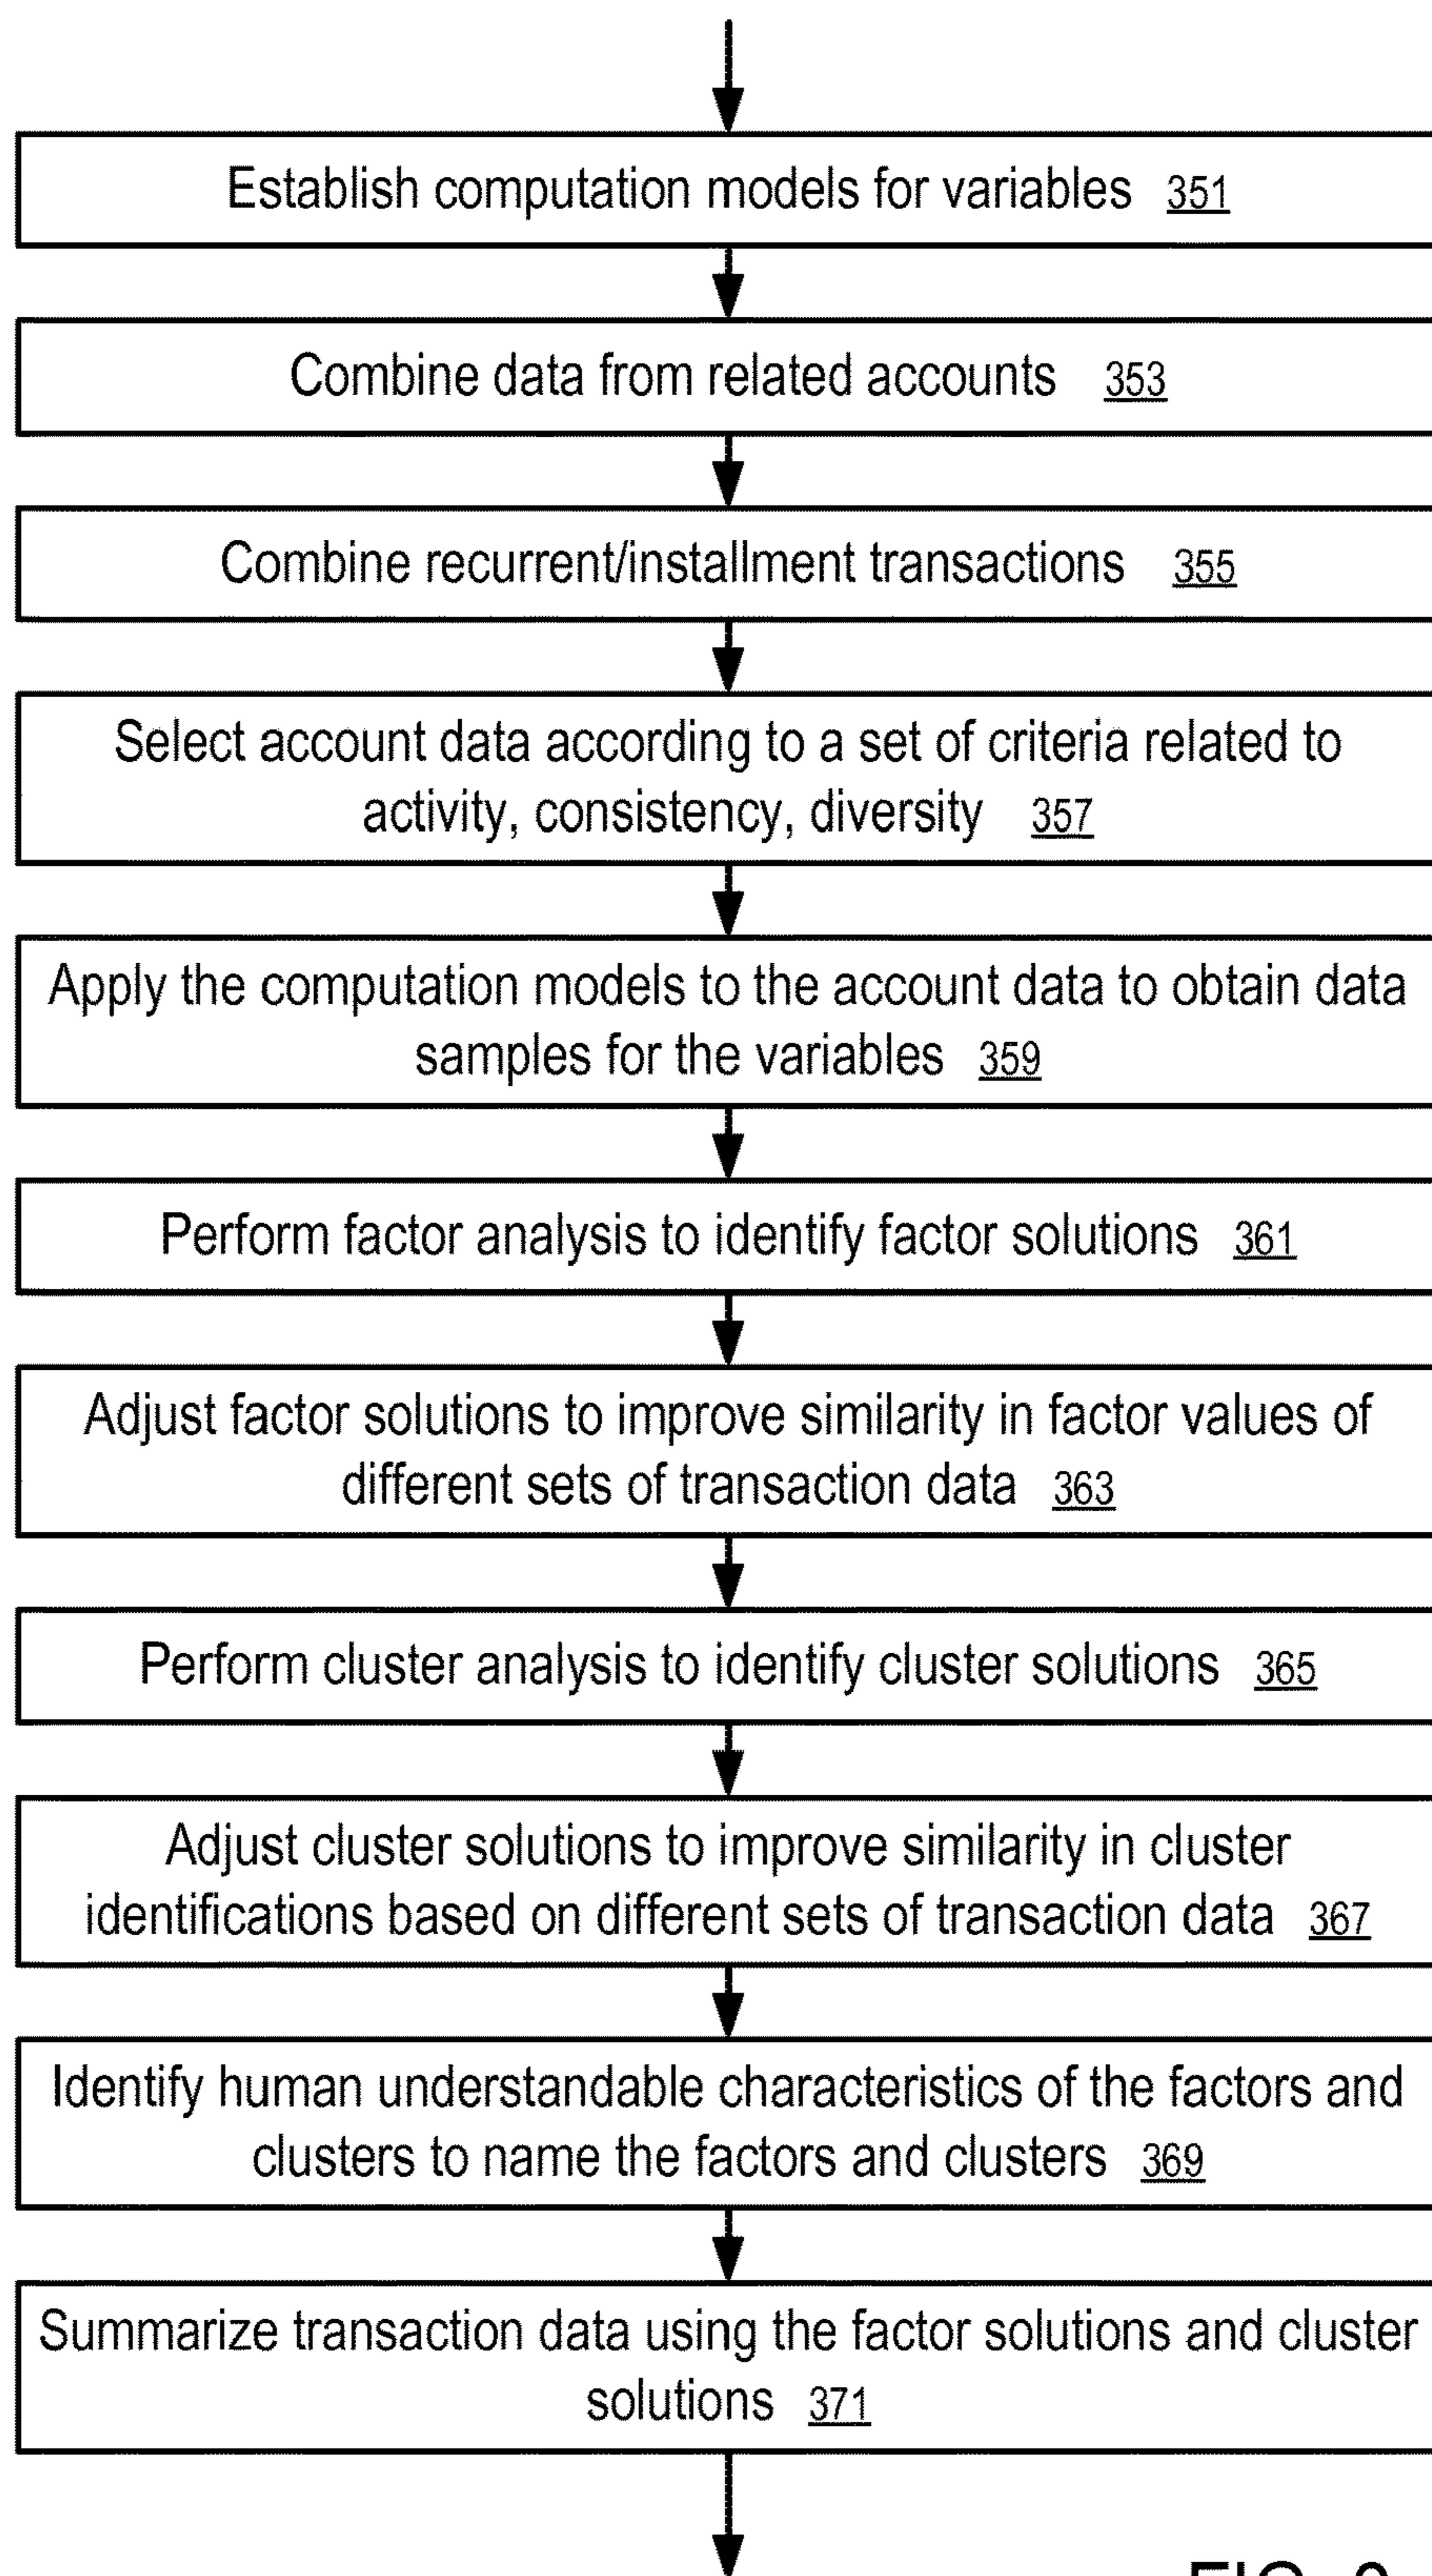 Establish computation models for variables 351
Combine data from related accounts 353
Combine recurrent/installment transactions 355
Select account data according to a set of criteria related to
activity, consistency, diversity 357
Apply the computation models to the account data to obtain data
samples for the variables 359
Perform factor analysis to identify factor solutions 361
Adjust factor solutions to improve similarity in factor values of
different sets of transaction data 363
Perform cluster analysis to identify cluster solutions 365
Adjust cluster solutions to improve similarity in cluster
identifications based on different sets of transaction data 367
Identify human understandable characteristics of the factors and
clusters to name the factors and clusters 369
Summarize transaction data using the factor solutions and cluster
solutions 371
FIG.